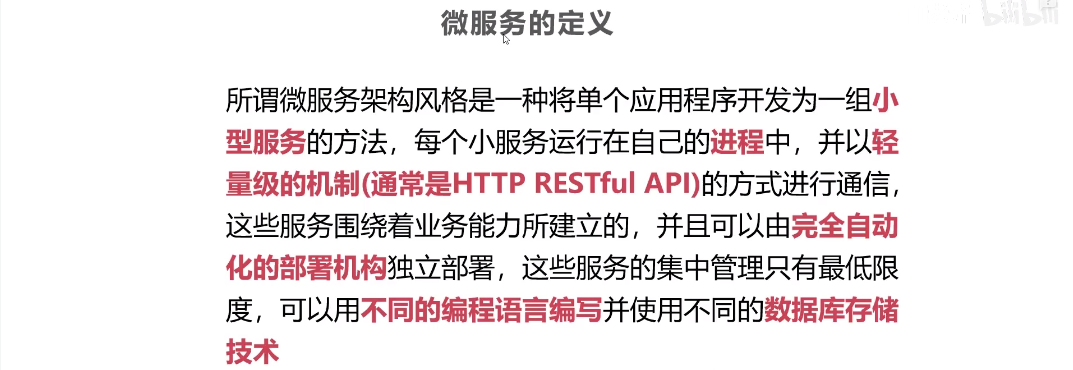 微服务的定义
bilibili
所谓微服务架构风格是一种将单个应用程序开发为一组小
型服务的方法，每个小服务运行在自己的进程中，并以轻
量级的机制(通常是HTTP RESTful API)的方式进行通信，
这些服务围绕着业务能力所建立的，并且可以由完全自动
化的部署机构独立部署，这些服务的集中管理只有最低限
度，可以用不同的编程语言编写并使用不同的数据库存储
技术